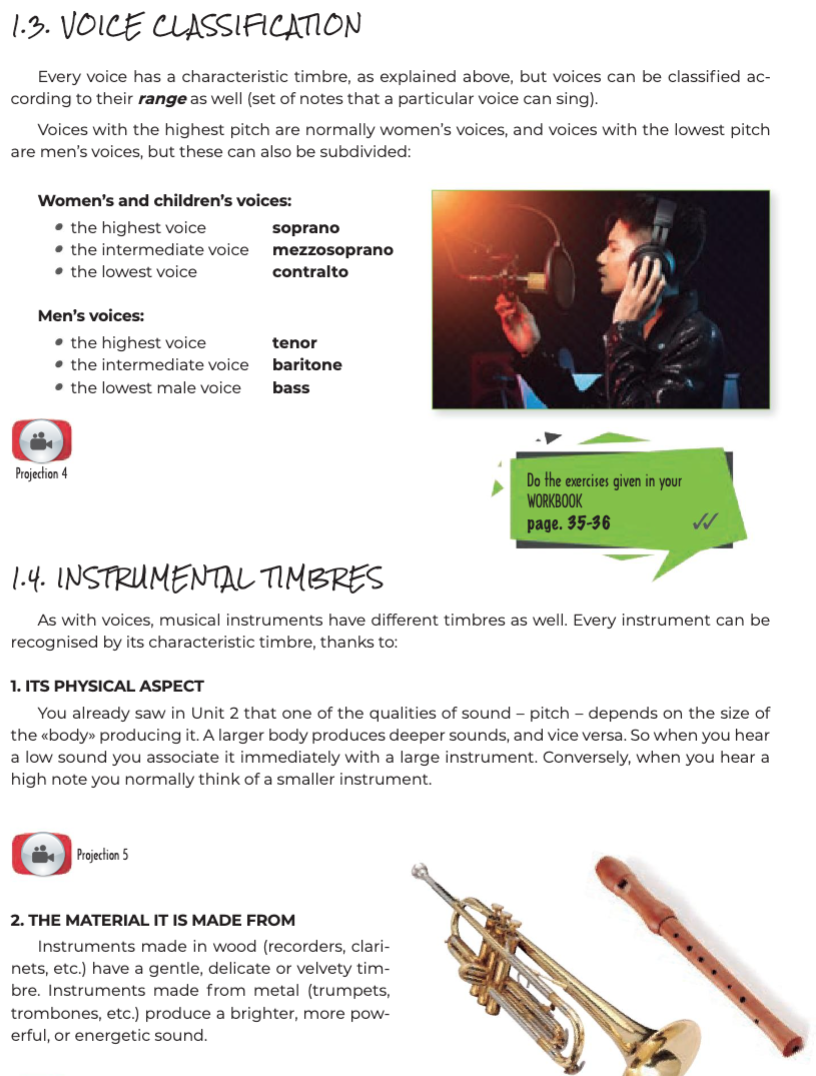 1.3. VOICE CLASSIFICATION
Every voice has a characteristic timbre, as explained above, but voices can be classified ac-
cording to their range as well (set of notes that a particular voice can sing).
Voices with the highest pitch are normally women's voices, and voices with the lowest pitch
are men's voices, but these can also be subdivided:
Women's and children's voices:
• the highest voice soprano
• the intermediate voice mezzosoprano
• the lowest voice contralto
Men's voices:
• the highest voice tenor
• the intermediate voice baritone
• the lowest male voice bass
Projection 4
Do the exercises given in your
WORKBOOK
page. 35-36
1.4. INSTRUMENTAL TIMBRES
As with voices, musical instruments have different timbres as well. Every instrument can be
recognised by its characteristic timbre, thanks to:
1. ITS PHYSICAL ASPECT
You already saw in Unit 2 that one of the qualities of sound – pitch – depends on the size of
the «body» producing it. A larger body produces deeper sounds, and vice versa. So when you hear
a low sound you associate it immediately with a large instrument. Conversely, when you hear a
high note you normally think of a smaller instrument.
Projection 5
2. THE MATERIAL IT IS MADE FROM
Instruments made in wood (recorders, clari-
nets, etc.) have a gentle, delicate or velvety tim-
bre. Instruments made from metal (trumpets,
trombones, etc.) produce a brighter, more pow-
erful, or energetic sound.